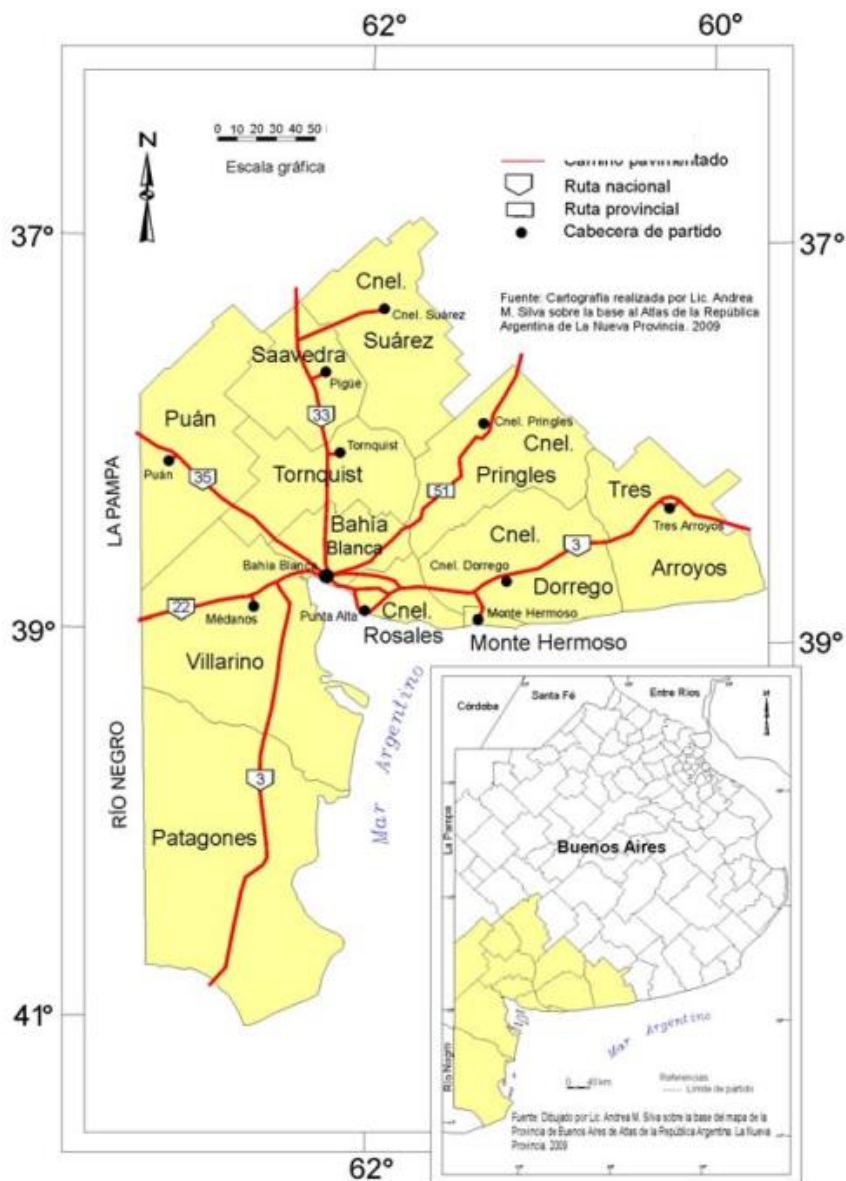 62°
60°
0 10 20 30 40 50
Escala gráfica
N
Camino pavimentado
Ruta nacional
Ruta provincial
Cabecera de partido
37°
37°
Fuente: Cartografía realizada por Lic. Andrea
M. Silva sobre la base al Atlas de la República
Argentina de La Nueva Provincia. 2009
Cnel.
Cnel. Suárez
Suárez
Saavedra
Pigüe
33
Puán
Puán
35
Tornquist
Tornquist
Cnel. Pringles
Cnel.
Pringles
51
LA PAMPA
Bahía
Blanca
Bahía Blanca
Tres
Tres Arroyos
Arroyos
Cnel.
3
Cnel. Dorrego
Dorrego
22
Médanos
Punta Alta
Cnel.
Rosales
Monte Hermoso
Monte Hermoso
39°
39°
Villarino
RÍO NEGRO
3
Patagones
Mar Argentino
41°
62°
Córdoba
Santa Fé
Entre Ríos
La Pampa
Buenos Aires
Río Negro
Mar Argentino
0 40 km
Referencias
Límite de partido
Fuente: Dibujado por Lic. Andrea M. Silva sobre la base del mapa de la
Provincia de Buenos Aires de Atlas de la República Argentina. La Nueva
Provincia. 2009